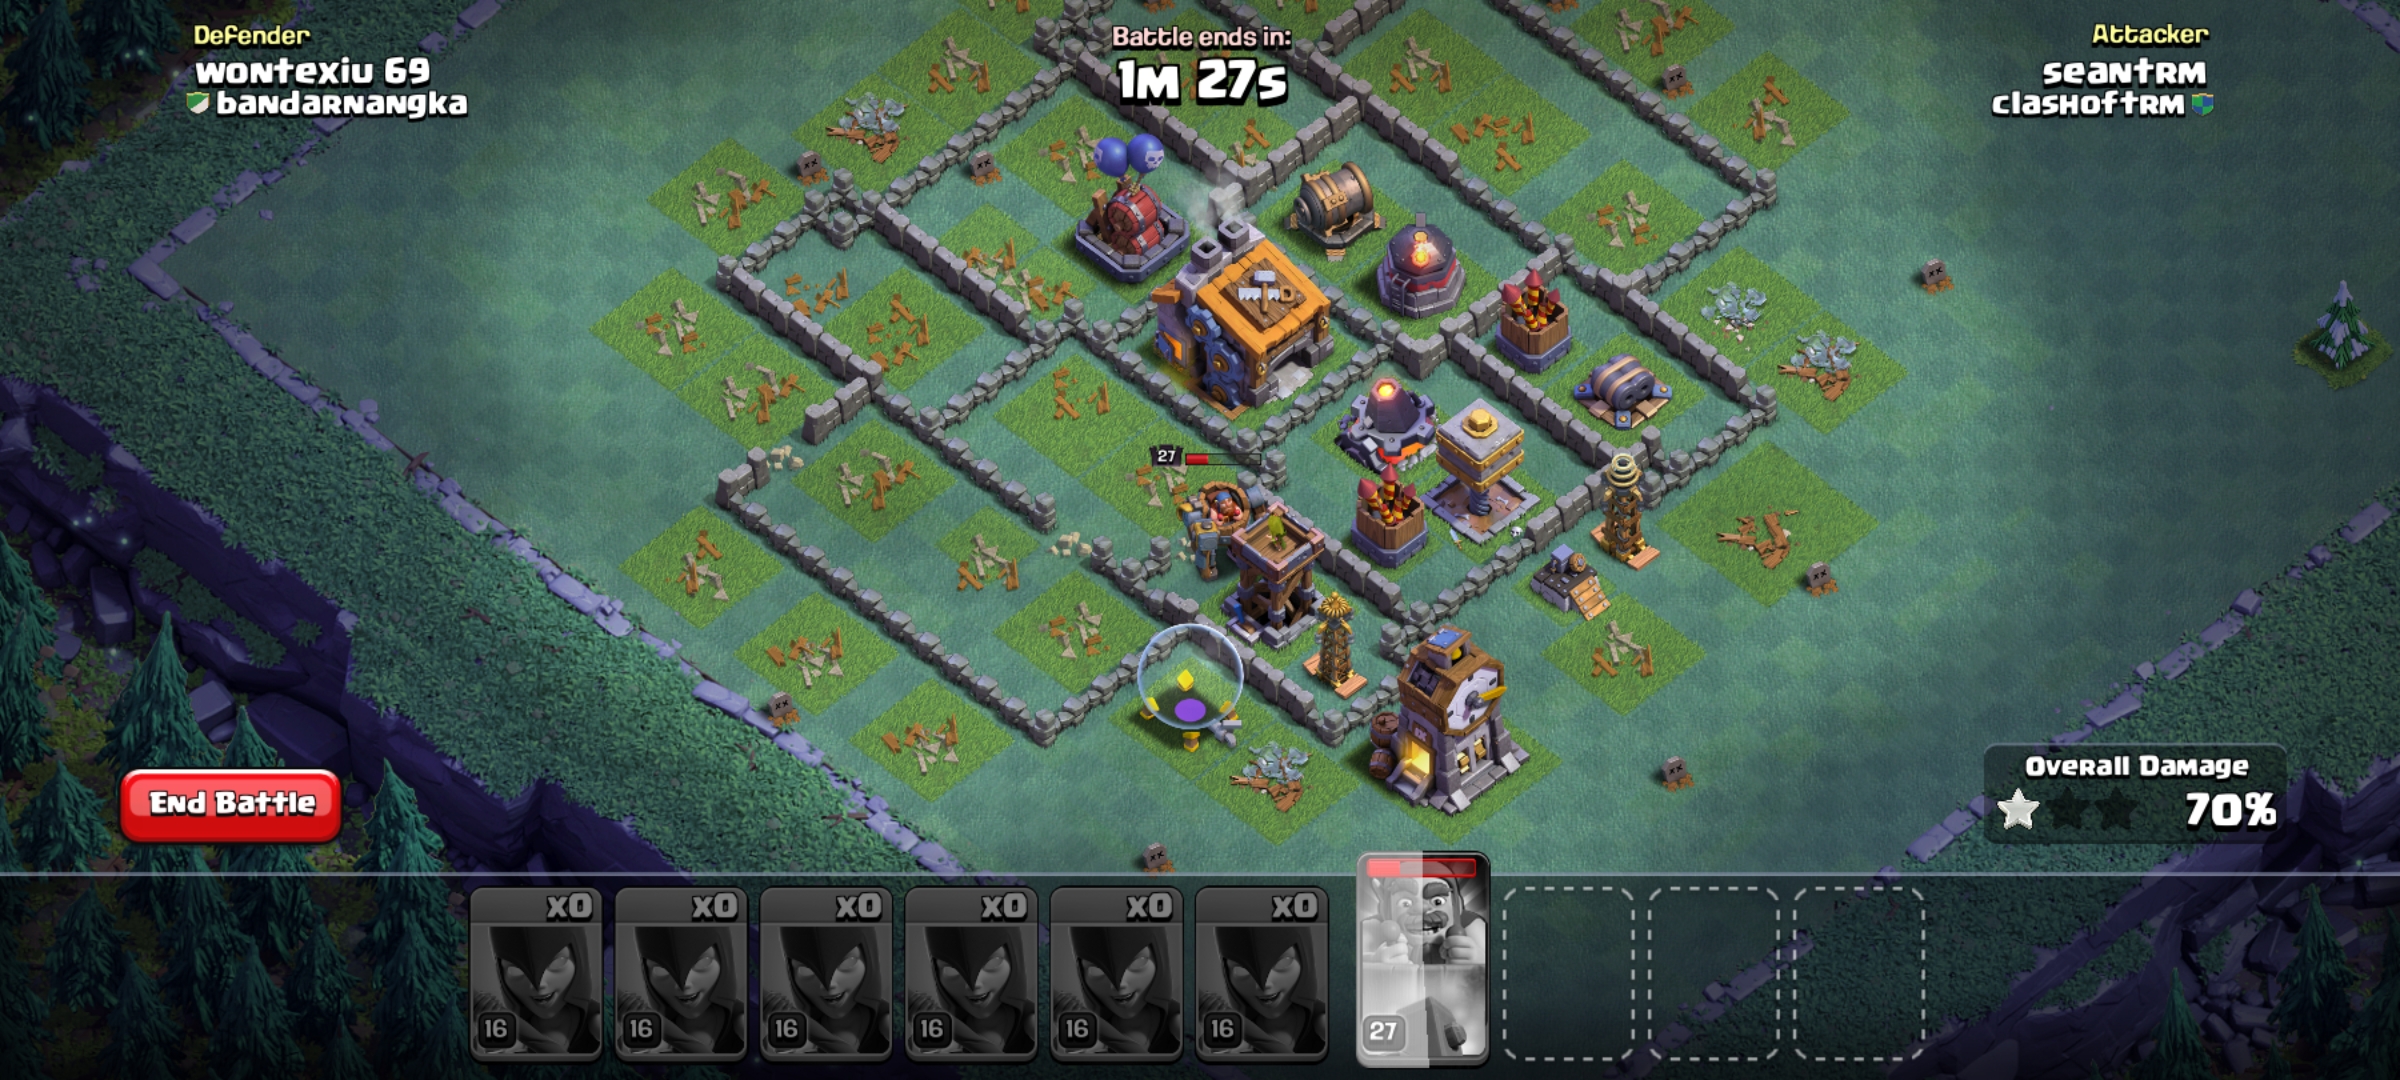 Defender
wontexiu 69
bandarnangka
Battle ends in:
1M 27s
Attacker
seantRM
clashoftRM
27
End Battle
Overall Damage
70%
x0
x0
x0
x0
x0
x0
16
16
16
16
16
16
27